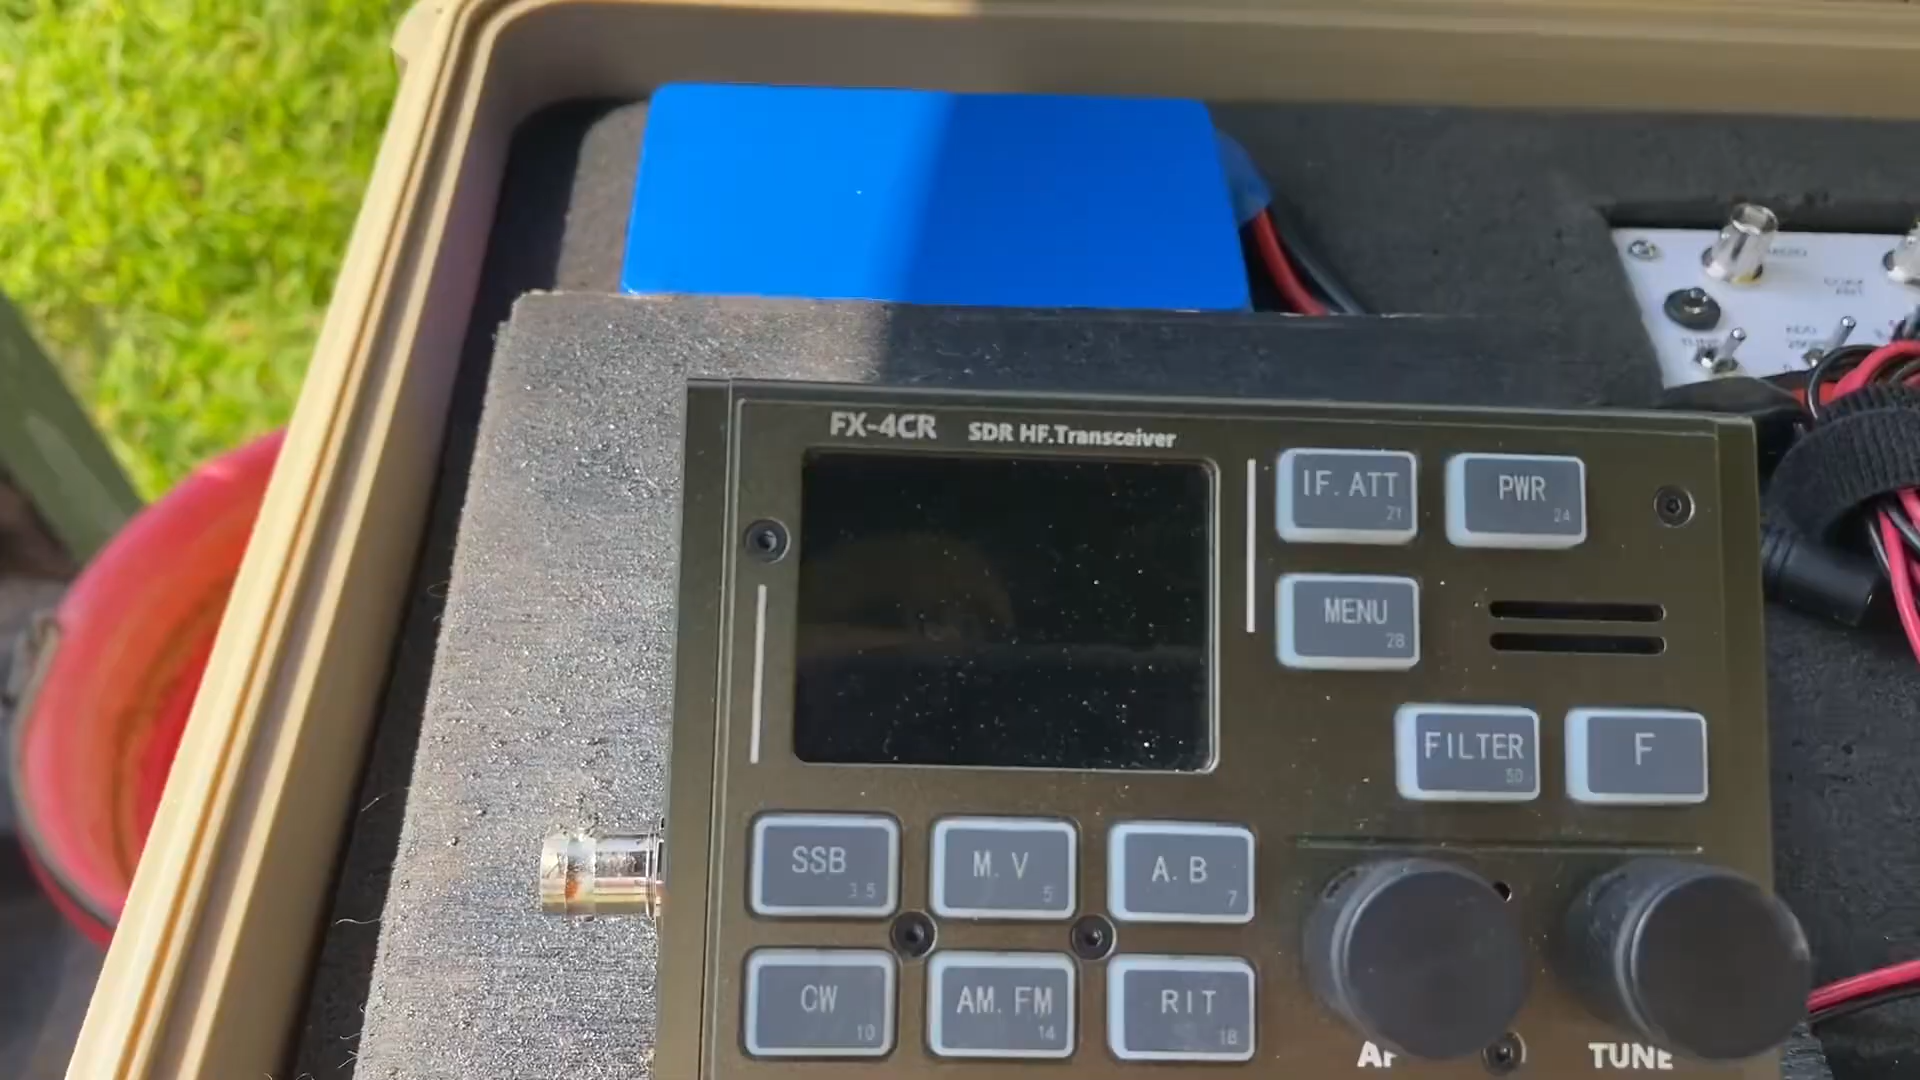 FX-4CR SDR HF.Transceiver
IF.ATT
21
PWR
24
MENU
28
FILTER
50
F
SSB
3.5
M.V
5
A.B
7
CW
10
AM.FM
14
RIT
18
AF
TUNE